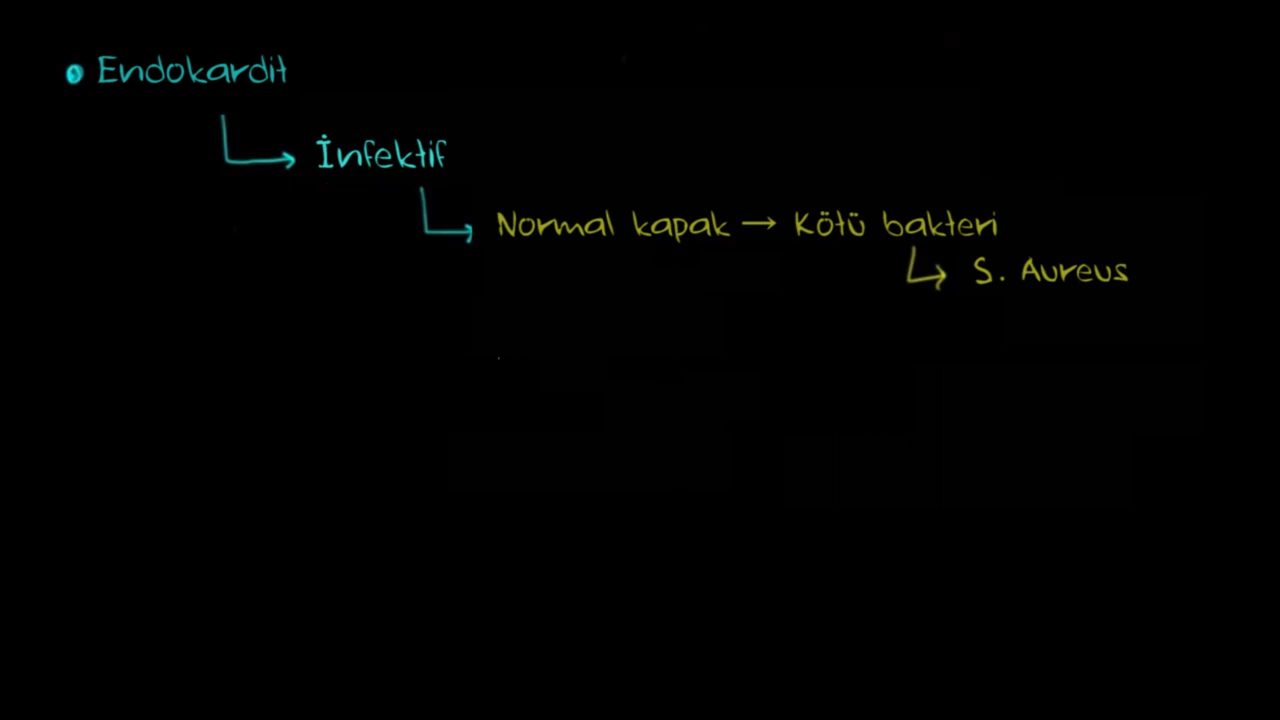 • Endokardit
İnfektif
Normal kapak → Kötü bakteri
S. Aureus